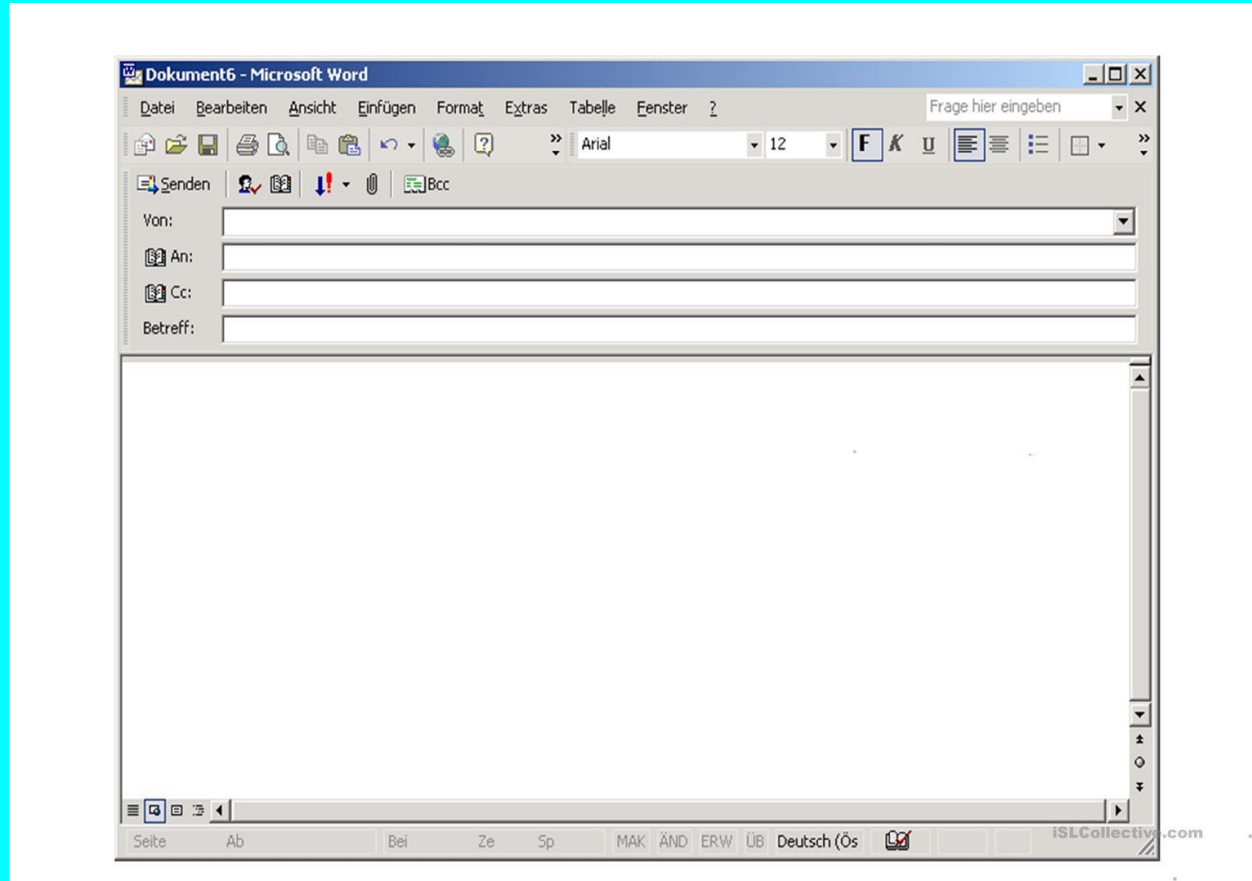 Dokument6 - Microsoft Word
Datei Bearbeiten Ansicht Einfügen Format Extras Tabelle Fenster ? Frage hier eingeben
Arial 12 F K U
Senden Bcc
Von:
An:
Cc:
Betreff:
Seite Ab Bei Ze Sp MAK ÄND ERW ÜB Deutsch (Ös
iSLCollective.com